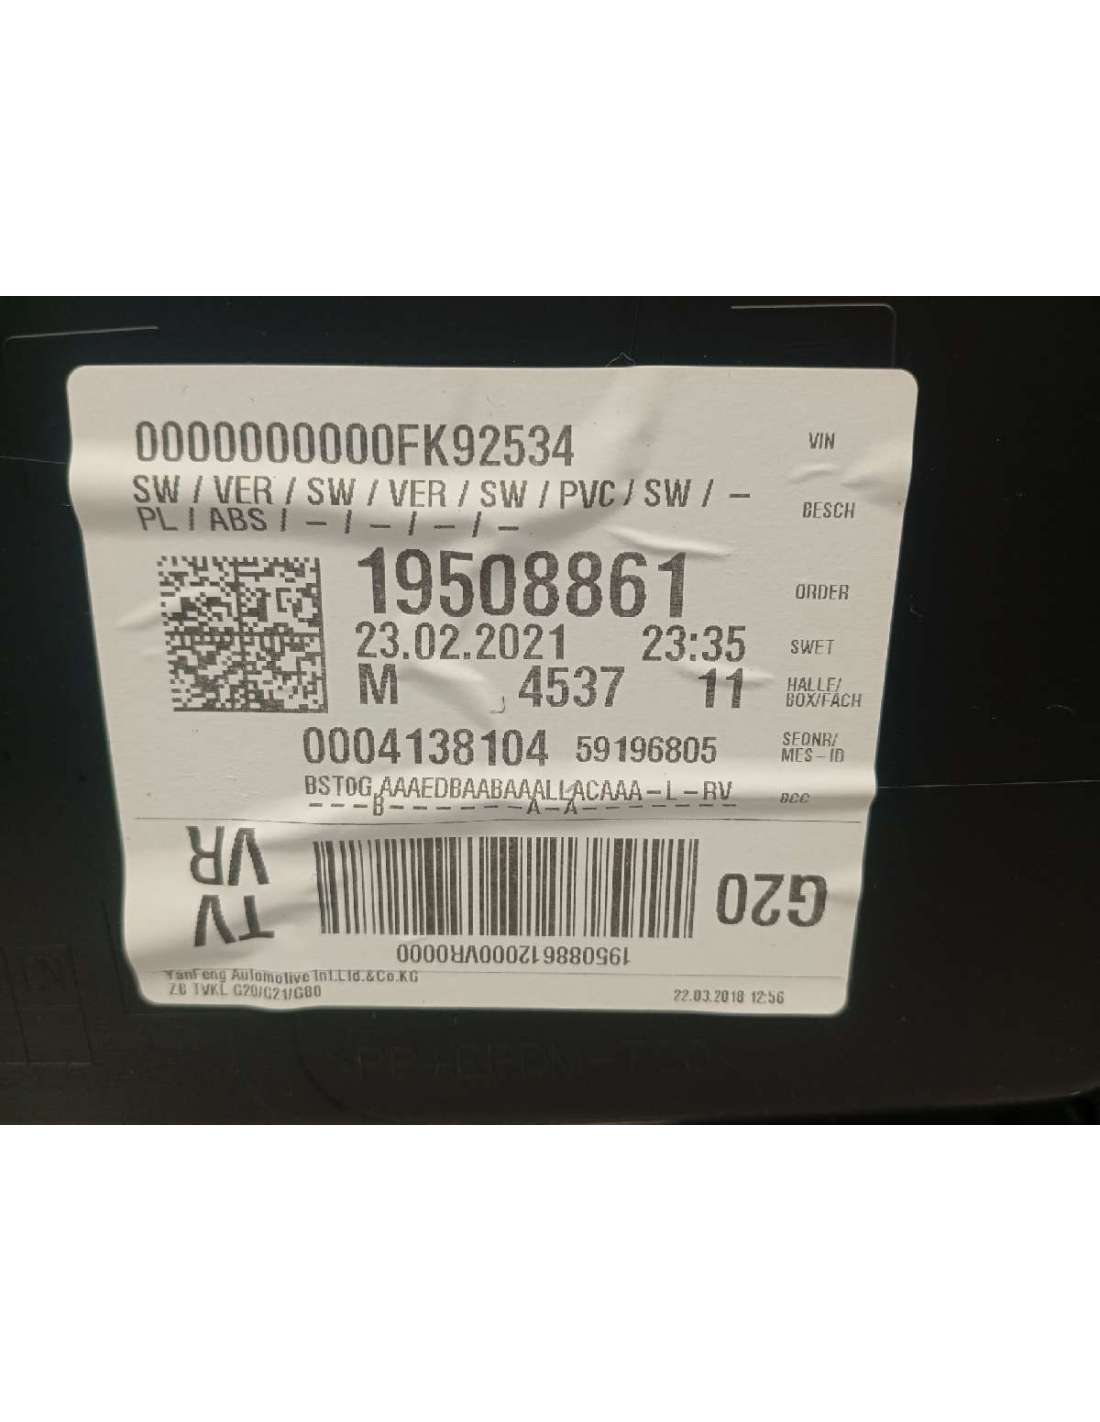 0000000000FK92534 VIN
SW / VER / SW / VER / SW / PVC / SW / -
PL / ABS / - / - / - / - BESCH
19508861 ORDER
23.02.2021 23:35 SWET
M 4537 11 HALLE/
BOX/FACH
0004138104 59196805 SEQNR/
MES-ID
BSTOG AAAEDBAABAAALLACAAA-L-RV BCC
---B-------A-A--------
TV
VR
1950886120000VR0000
G20
YanFeng Automotive Int.Ltd.&Co.KG
ZB TVKL G20/G21/G80 22.03.2018 12:56